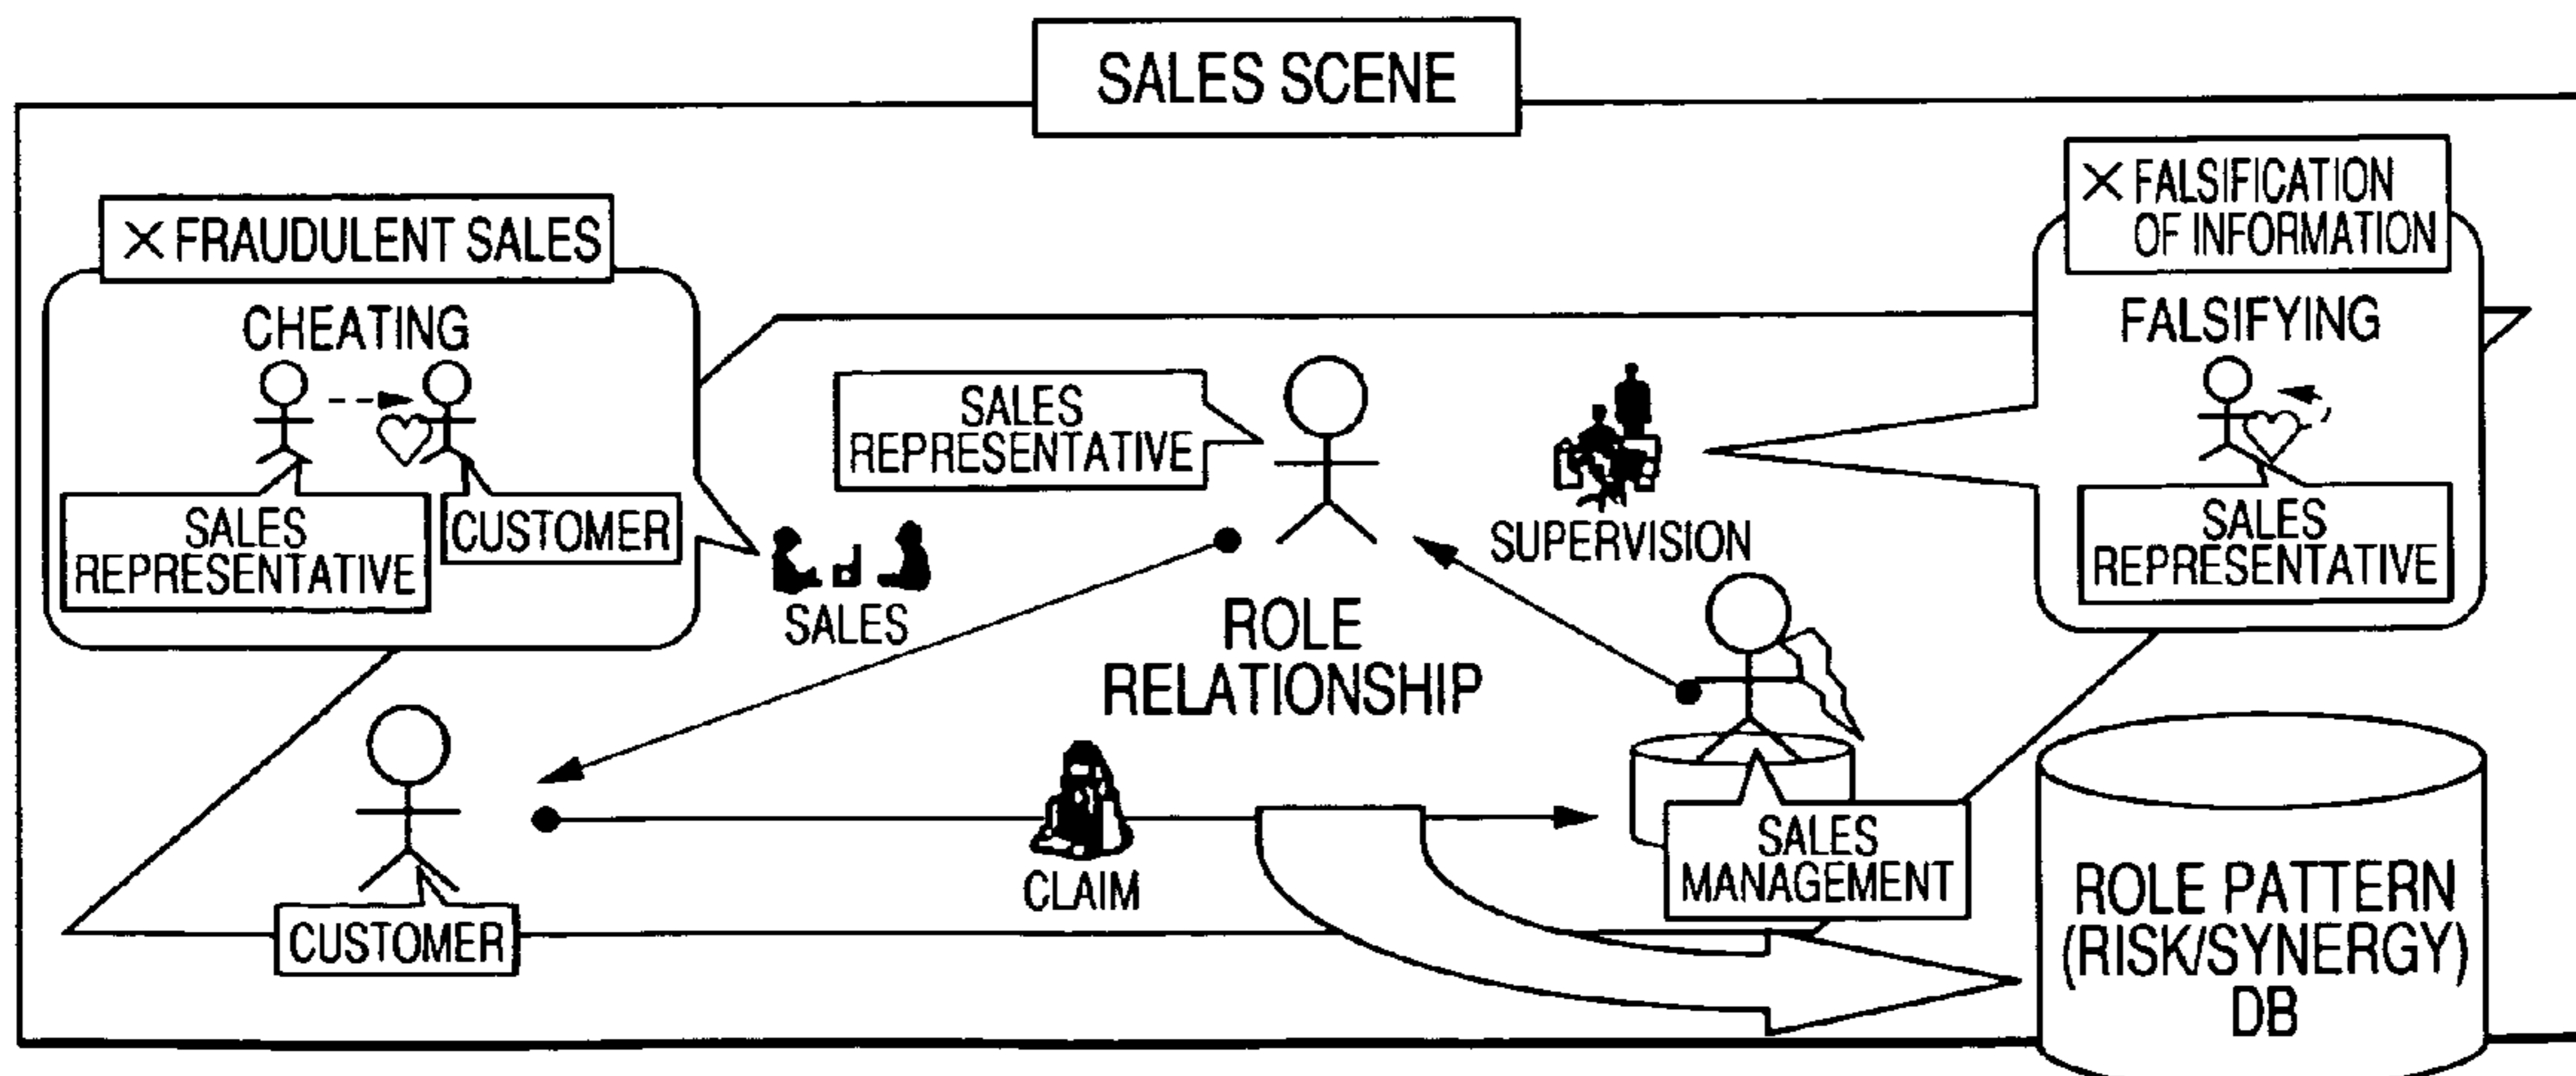 SALES SCENE
× FRAUDULENT SALES
CHEATING
SALES
REPRESENTATIVE
CUSTOMER
× FALSIFICATION
OF INFORMATION
FALSIFYING
SALES
REPRESENTATIVE
SALES
REPRESENTATIVE
SUPERVISION
SALES
ROLE
RELATIONSHIP
CLAIM
CUSTOMER
SALES
MANAGEMENT
ROLE PATTERN
(RISK/SYNERGY)
DB